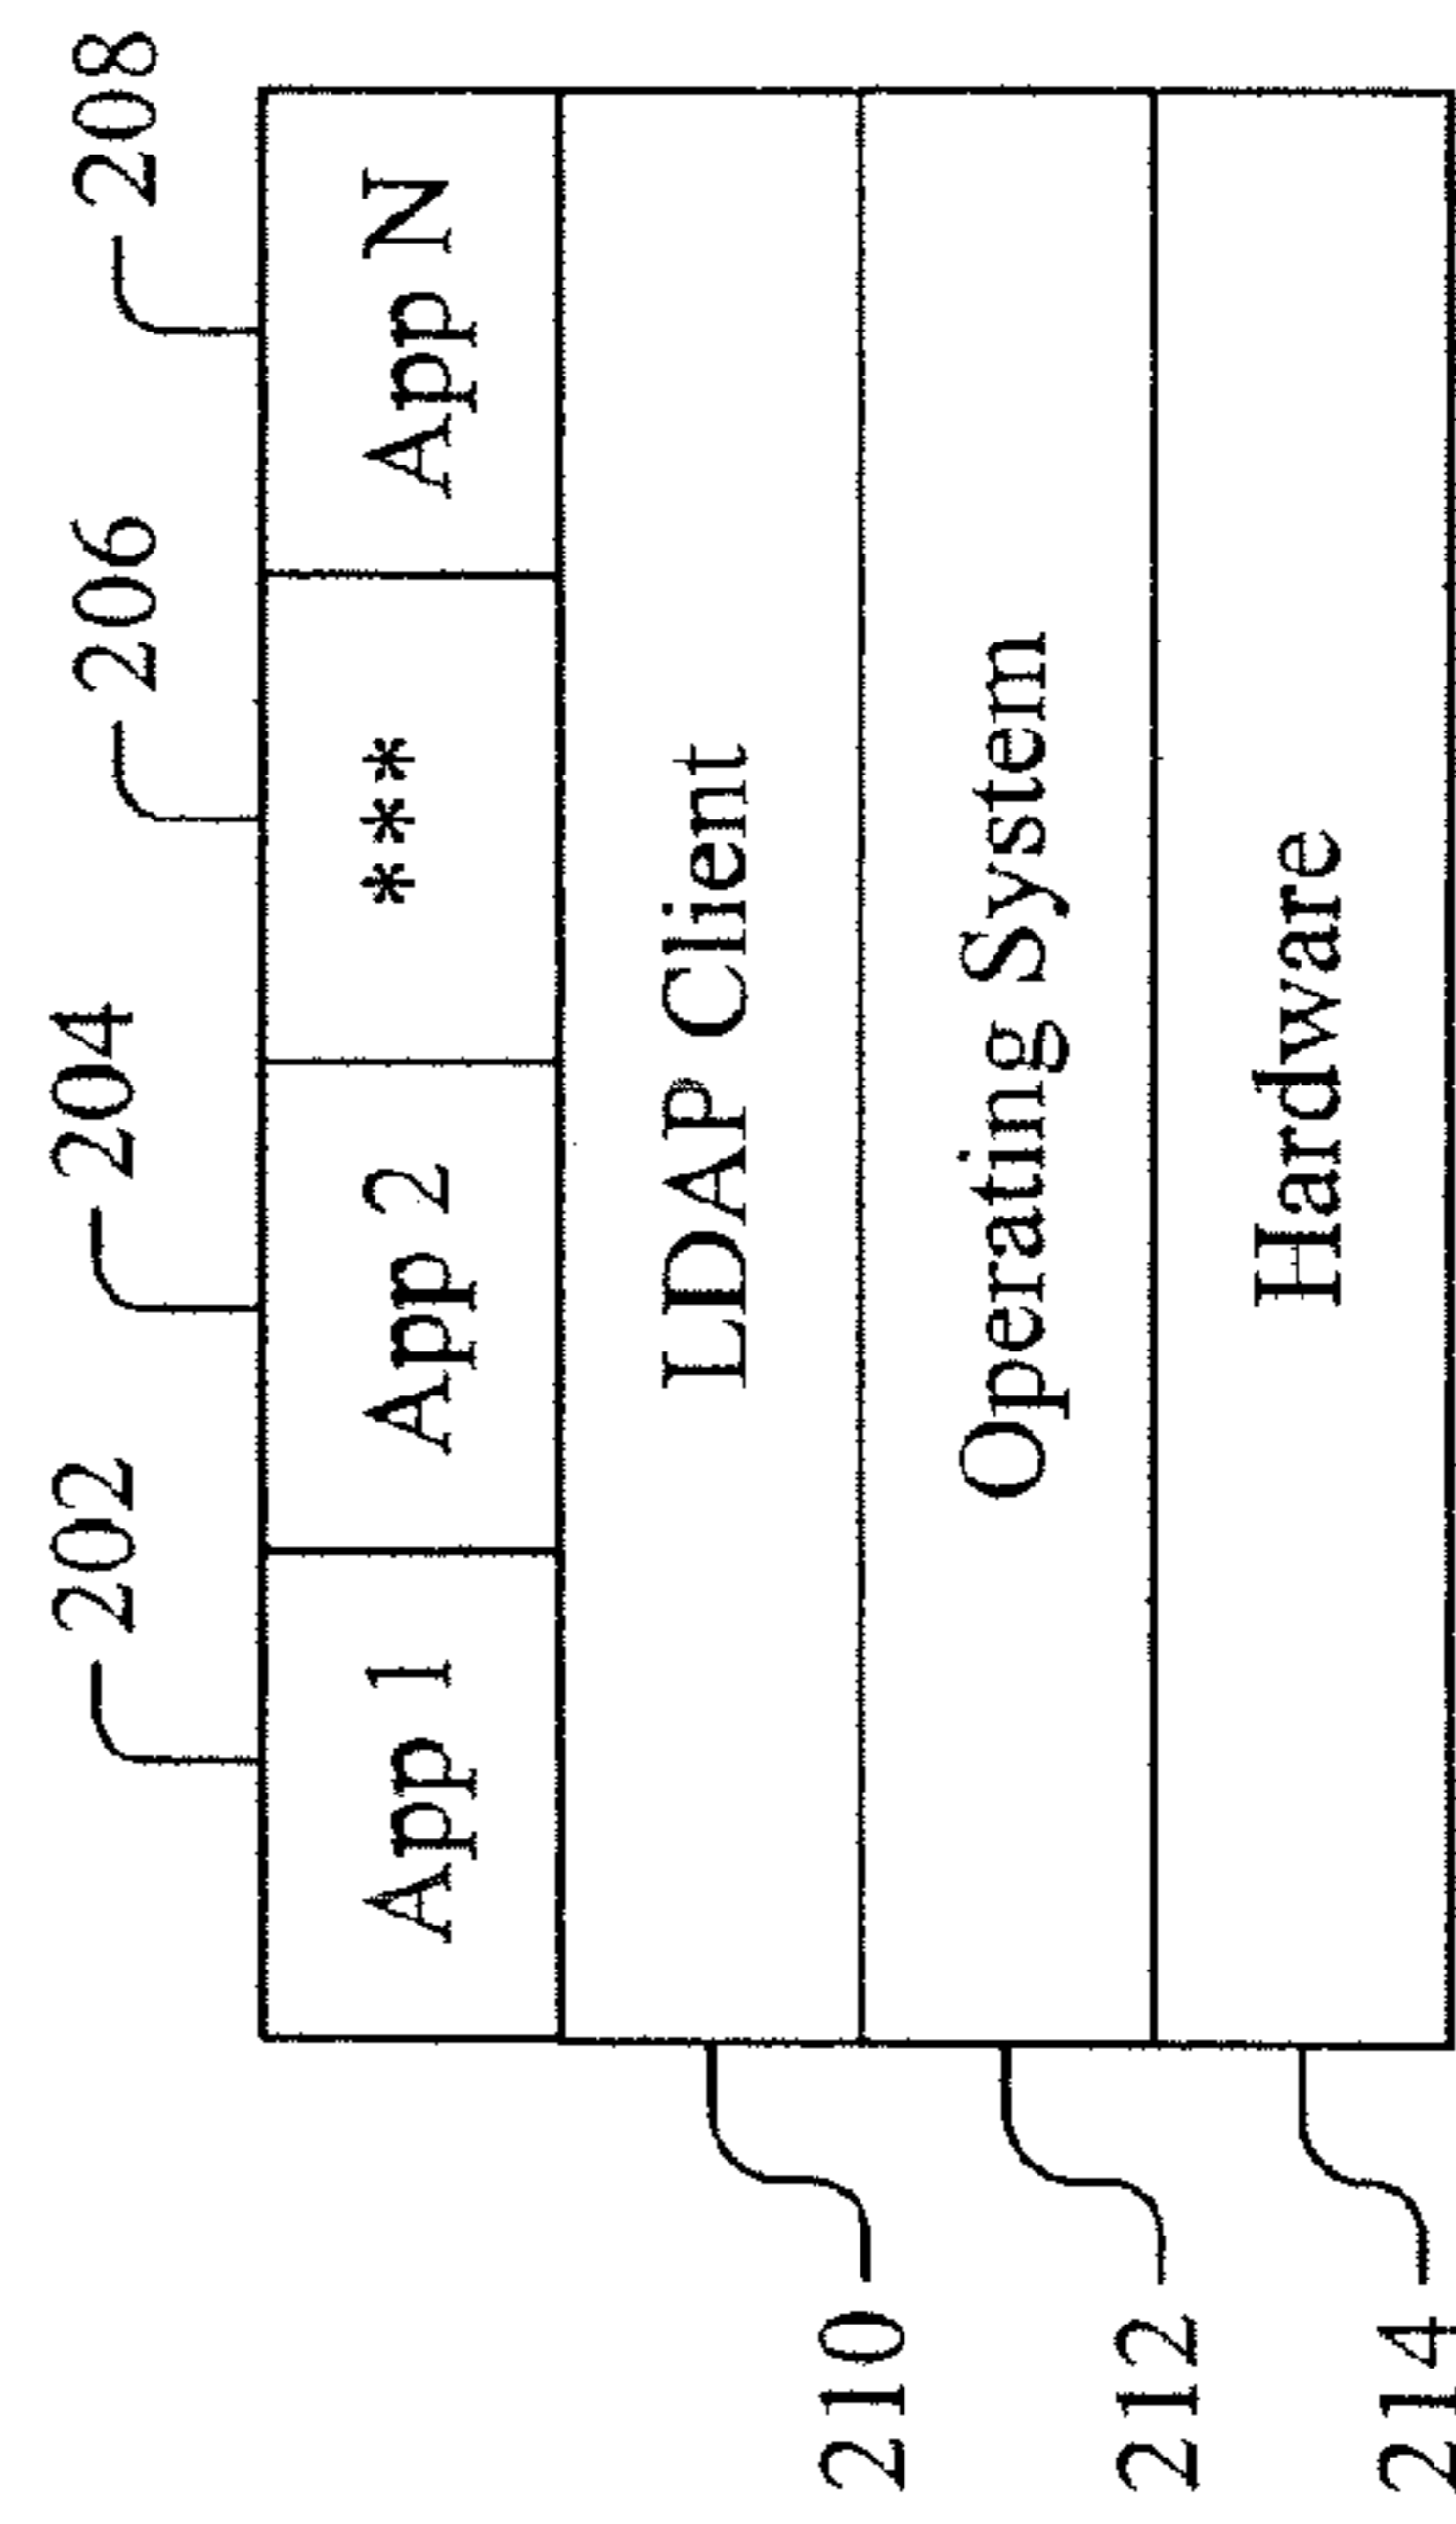 202 204 206 208
App 1 App 2 *** App N
LDAP Client
210
Operating System
212
Hardware
214